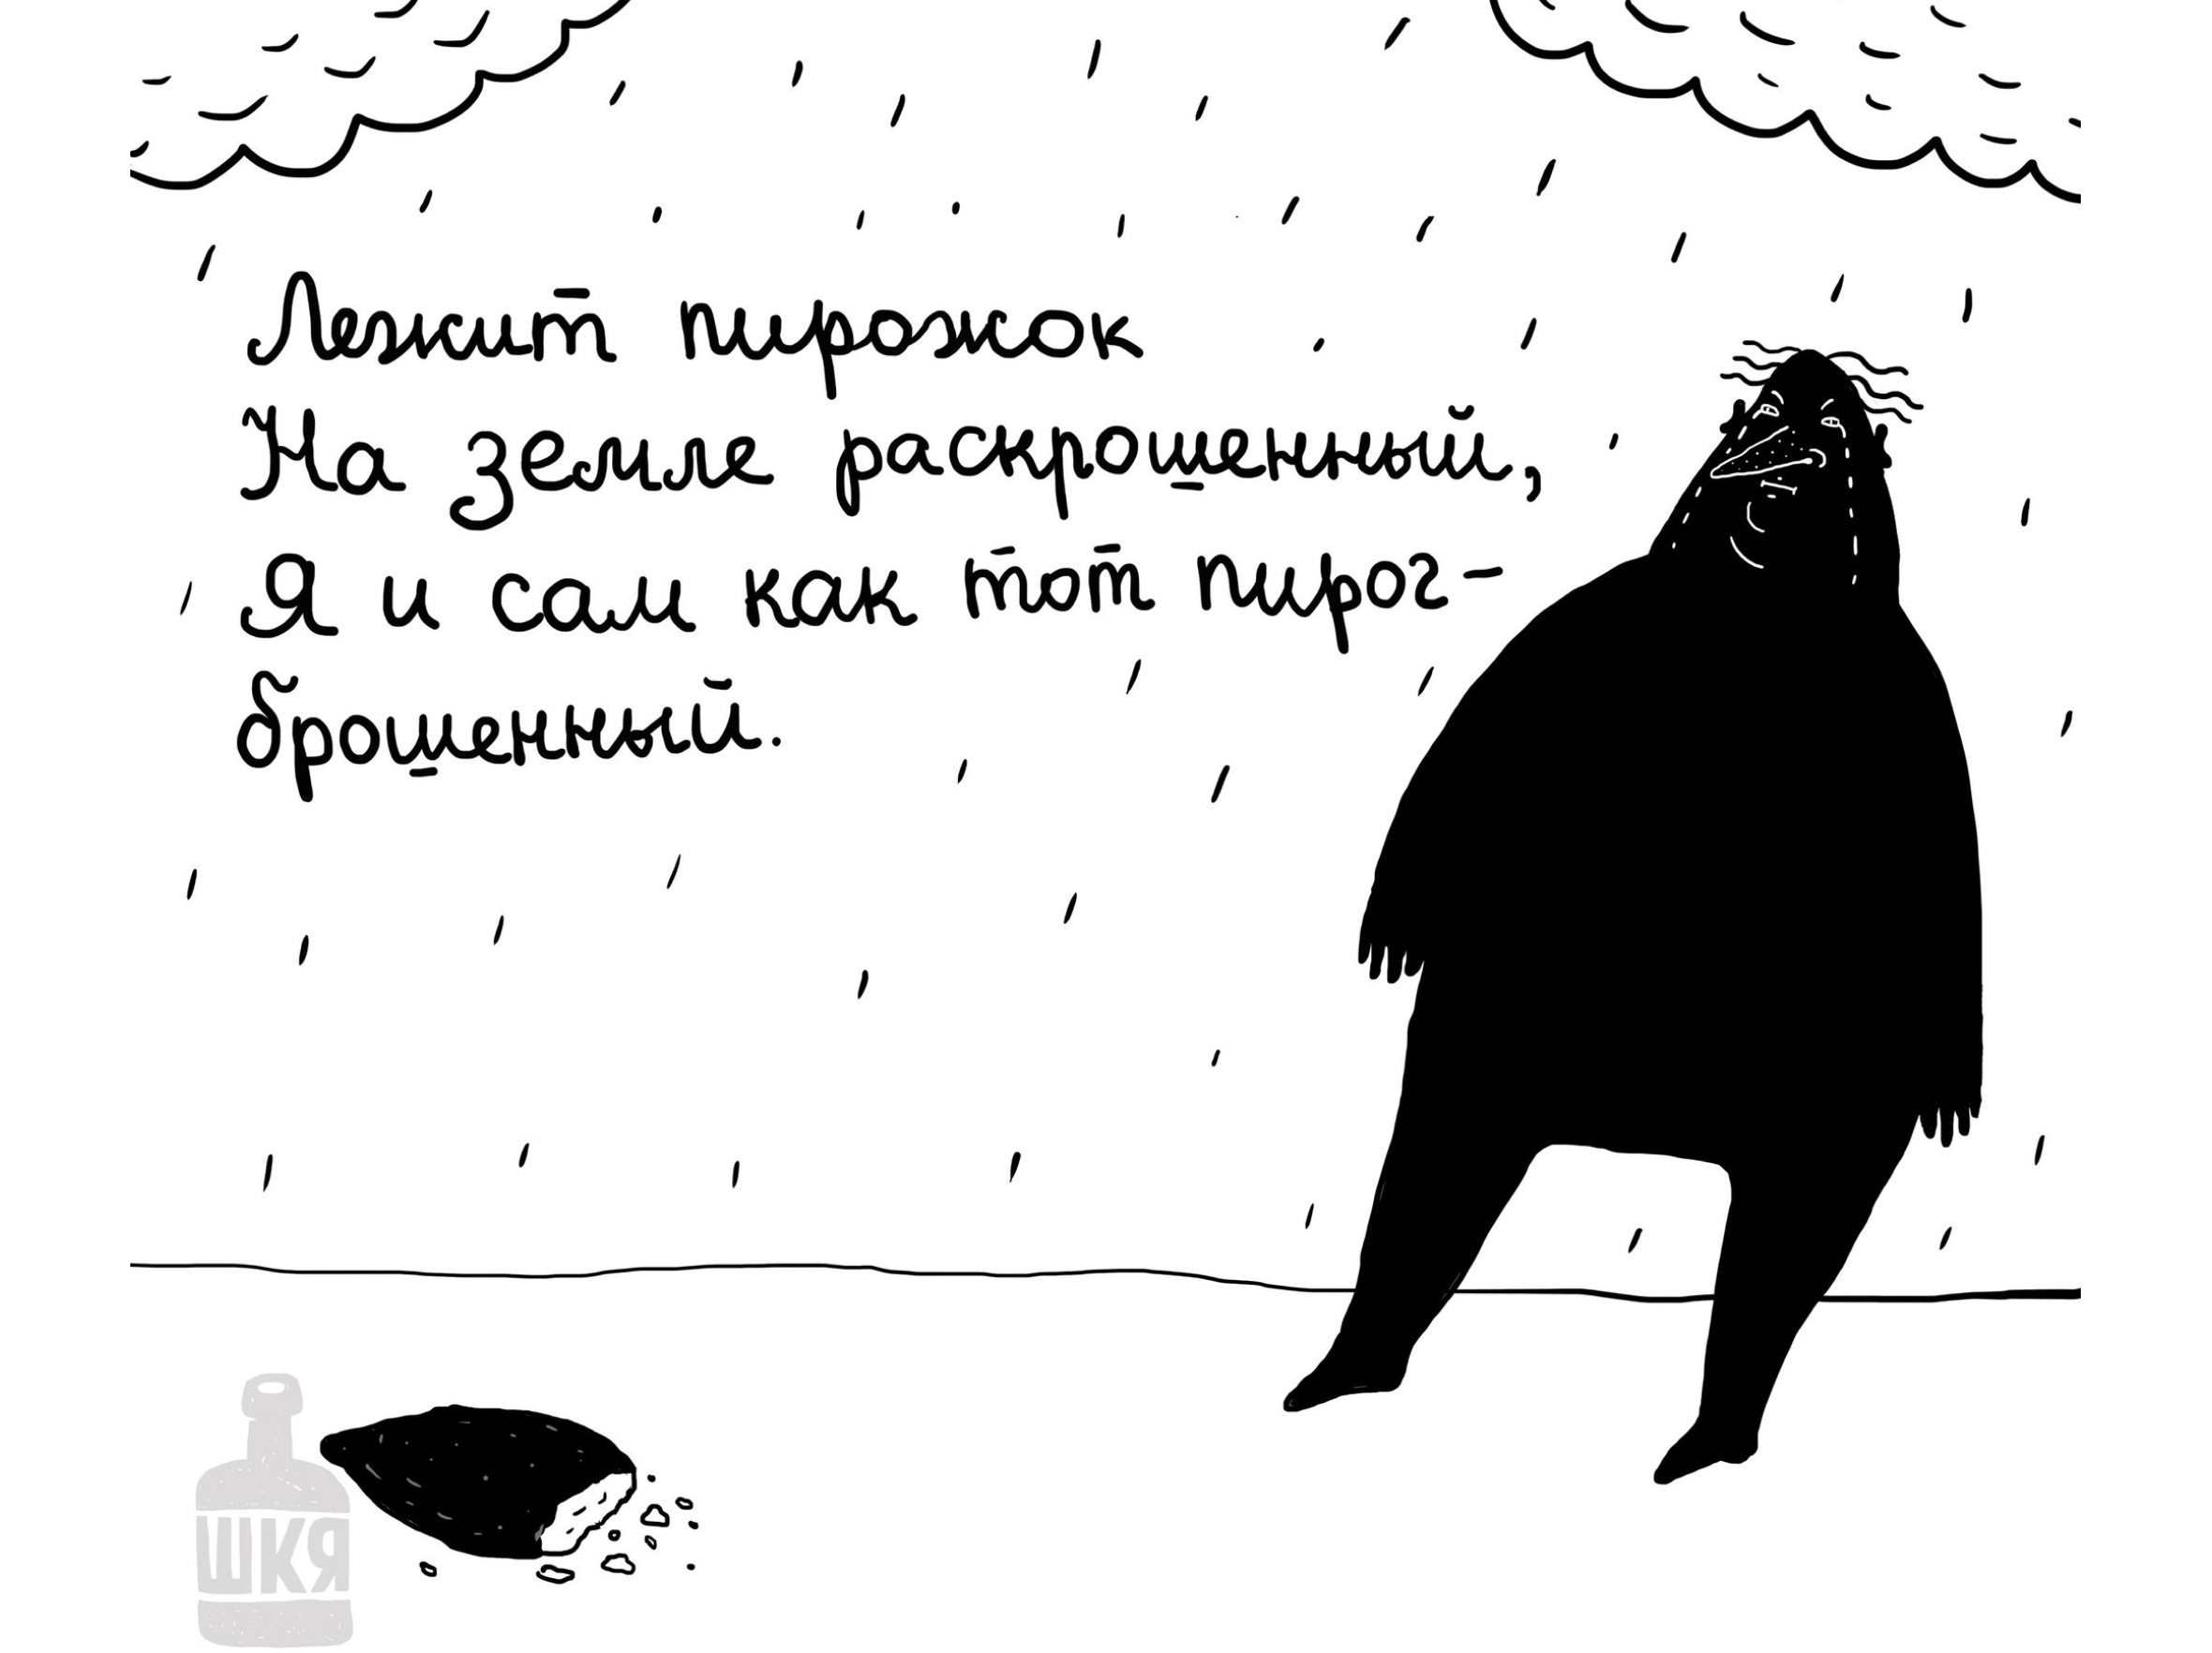 Лежит пирожок
На земле раскрошенный,
Я и сам как тот пирог-
брошенный.
ШКЯ